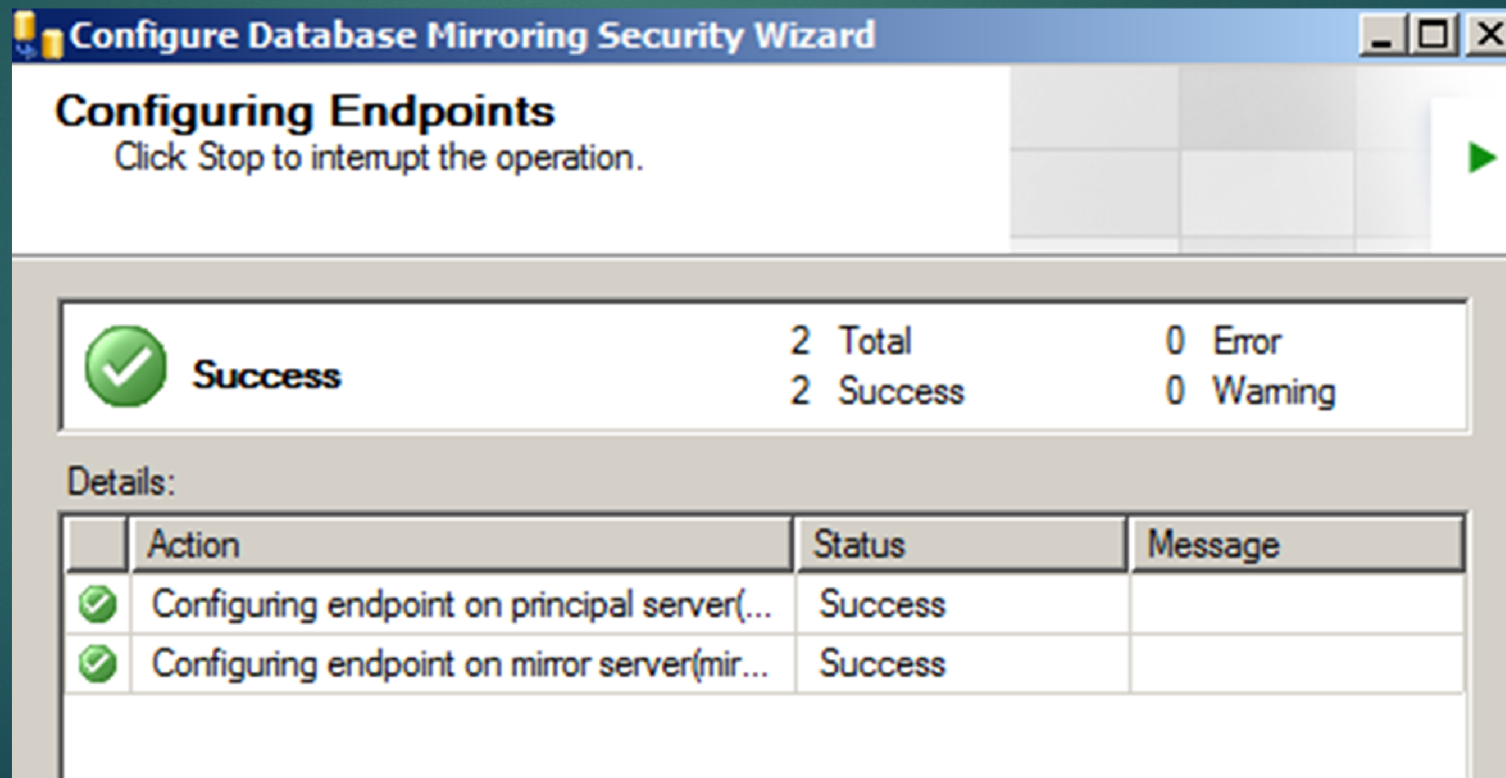 Configure Database Mirroring Security Wizard
Configuring Endpoints
Click Stop to interrupt the operation.
Success
2 Total 0 Error
2 Success 0 Warning
Details:
Action Status Message
Configuring endpoint on principal server(... Success
Configuring endpoint on mirror server(mir... Success